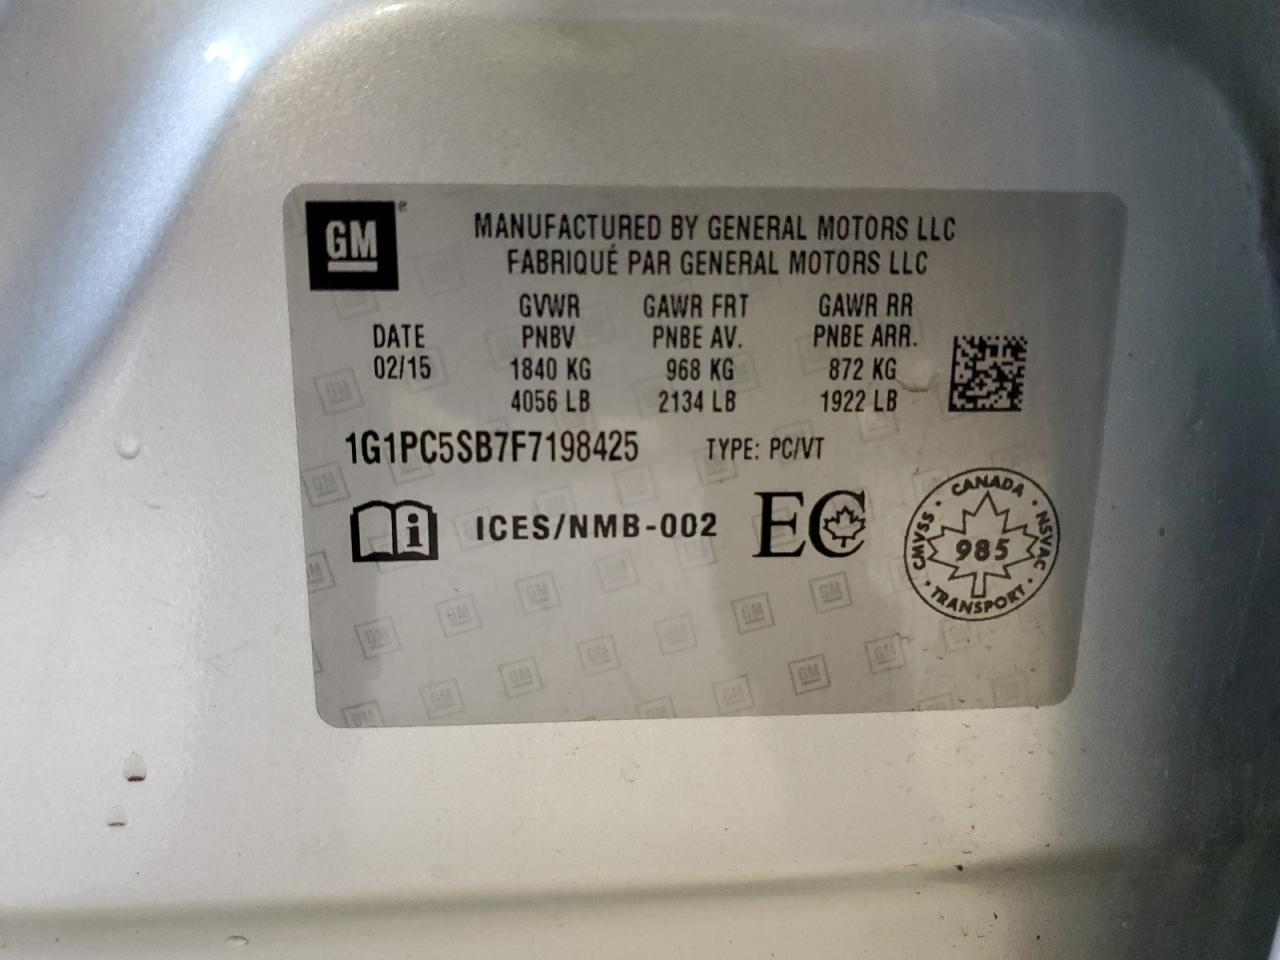 GM®
MANUFACTURED BY GENERAL MOTORS LLC
FABRIQUÉ PAR GENERAL MOTORS LLC
GVWR GAWR FRT GAWR RR
DATE PNBV PNBE AV. PNBE ARR.
02/15 1840 KG 968 KG 872 KG
4056 LB 2134 LB 1922 LB
1G1PC5SB7F7198425 TYPE: PC/VT
i ICES/NMB-002 EC
CANADA
CMVSS 985 NSVAC
TRANSPORT